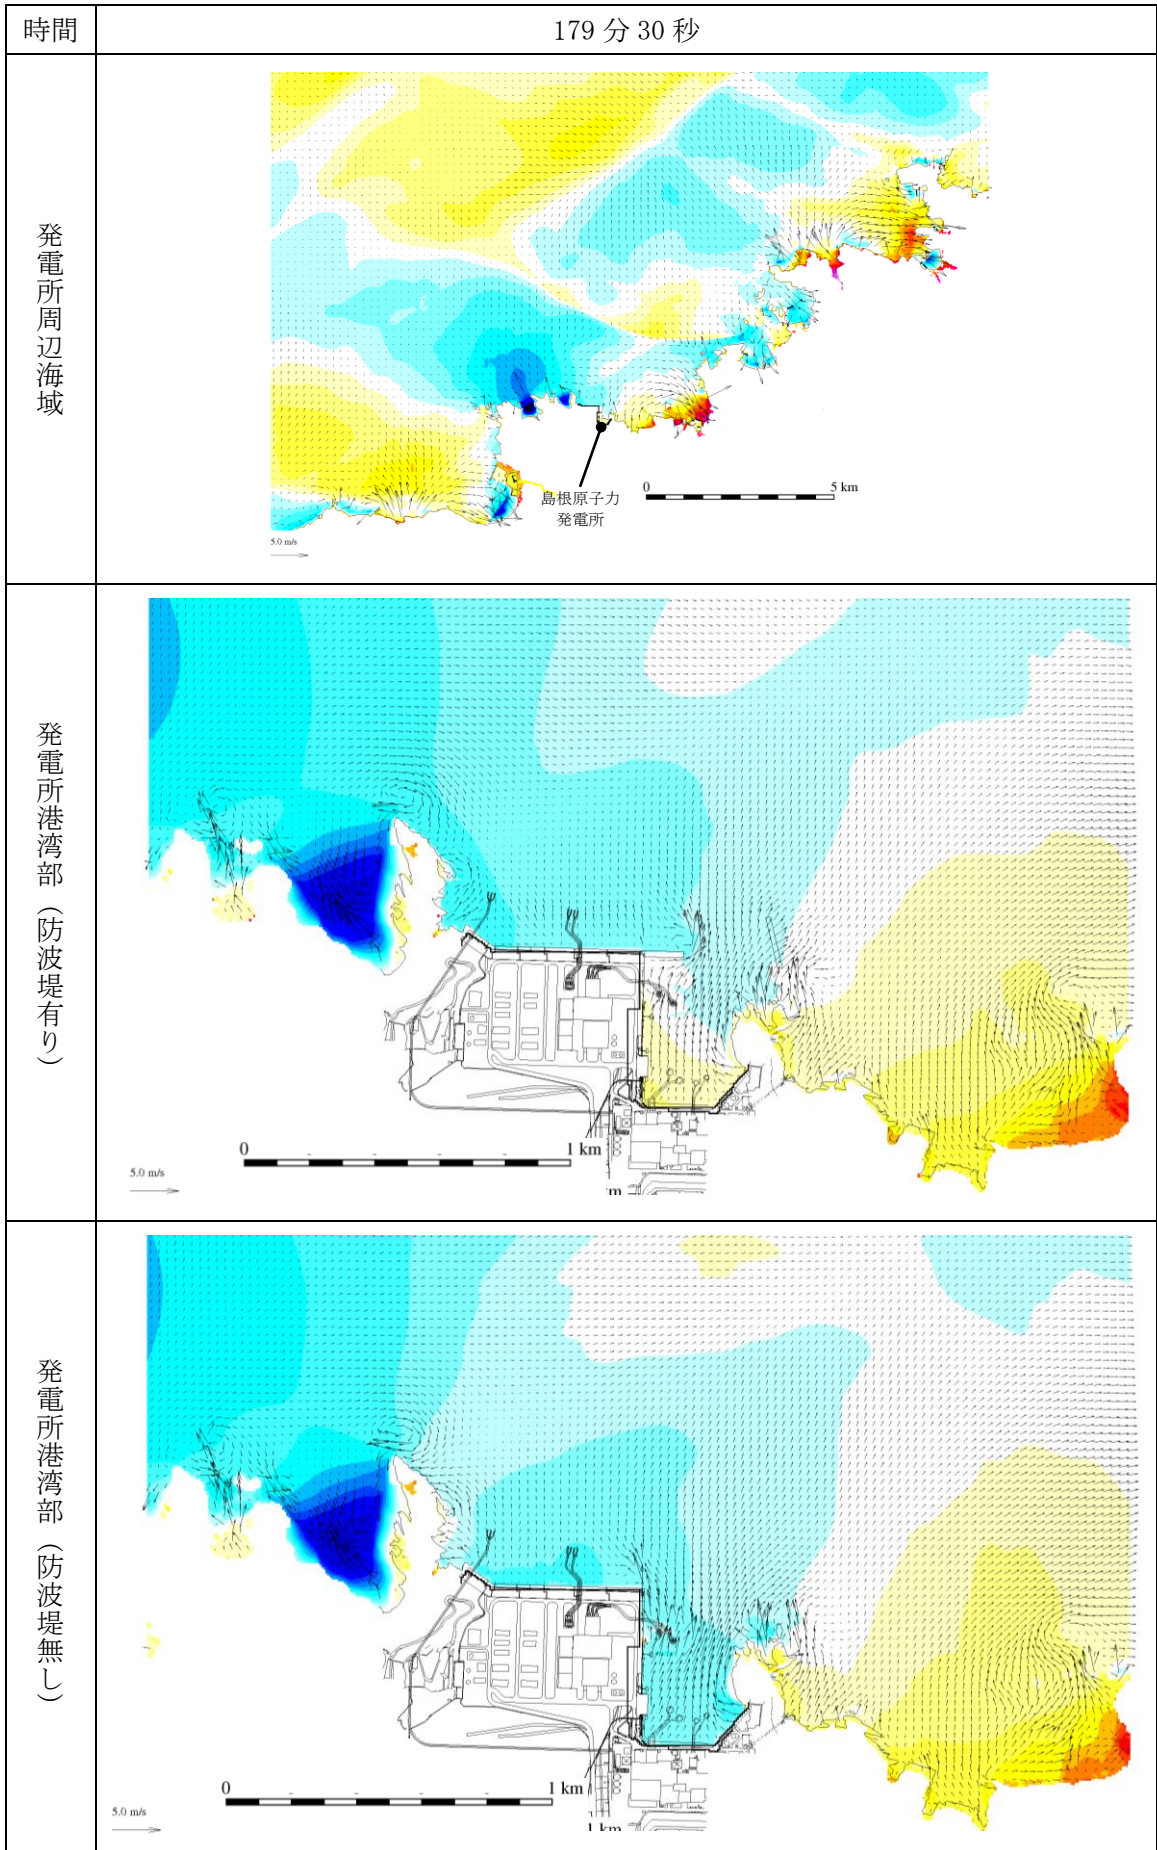 時間
179 分 30 秒
発電所周辺海域
島根原子力
発電所
0
5 km
5.0 m/s
発電所港湾部（防波堤有り）
0
1 km
5.0 m/s
m
発電所港湾部（防波堤無し）
0
1 km
5.0 m/s
1 km